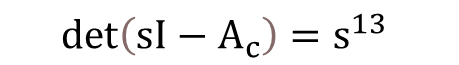 det(sI − A_c) = s^13